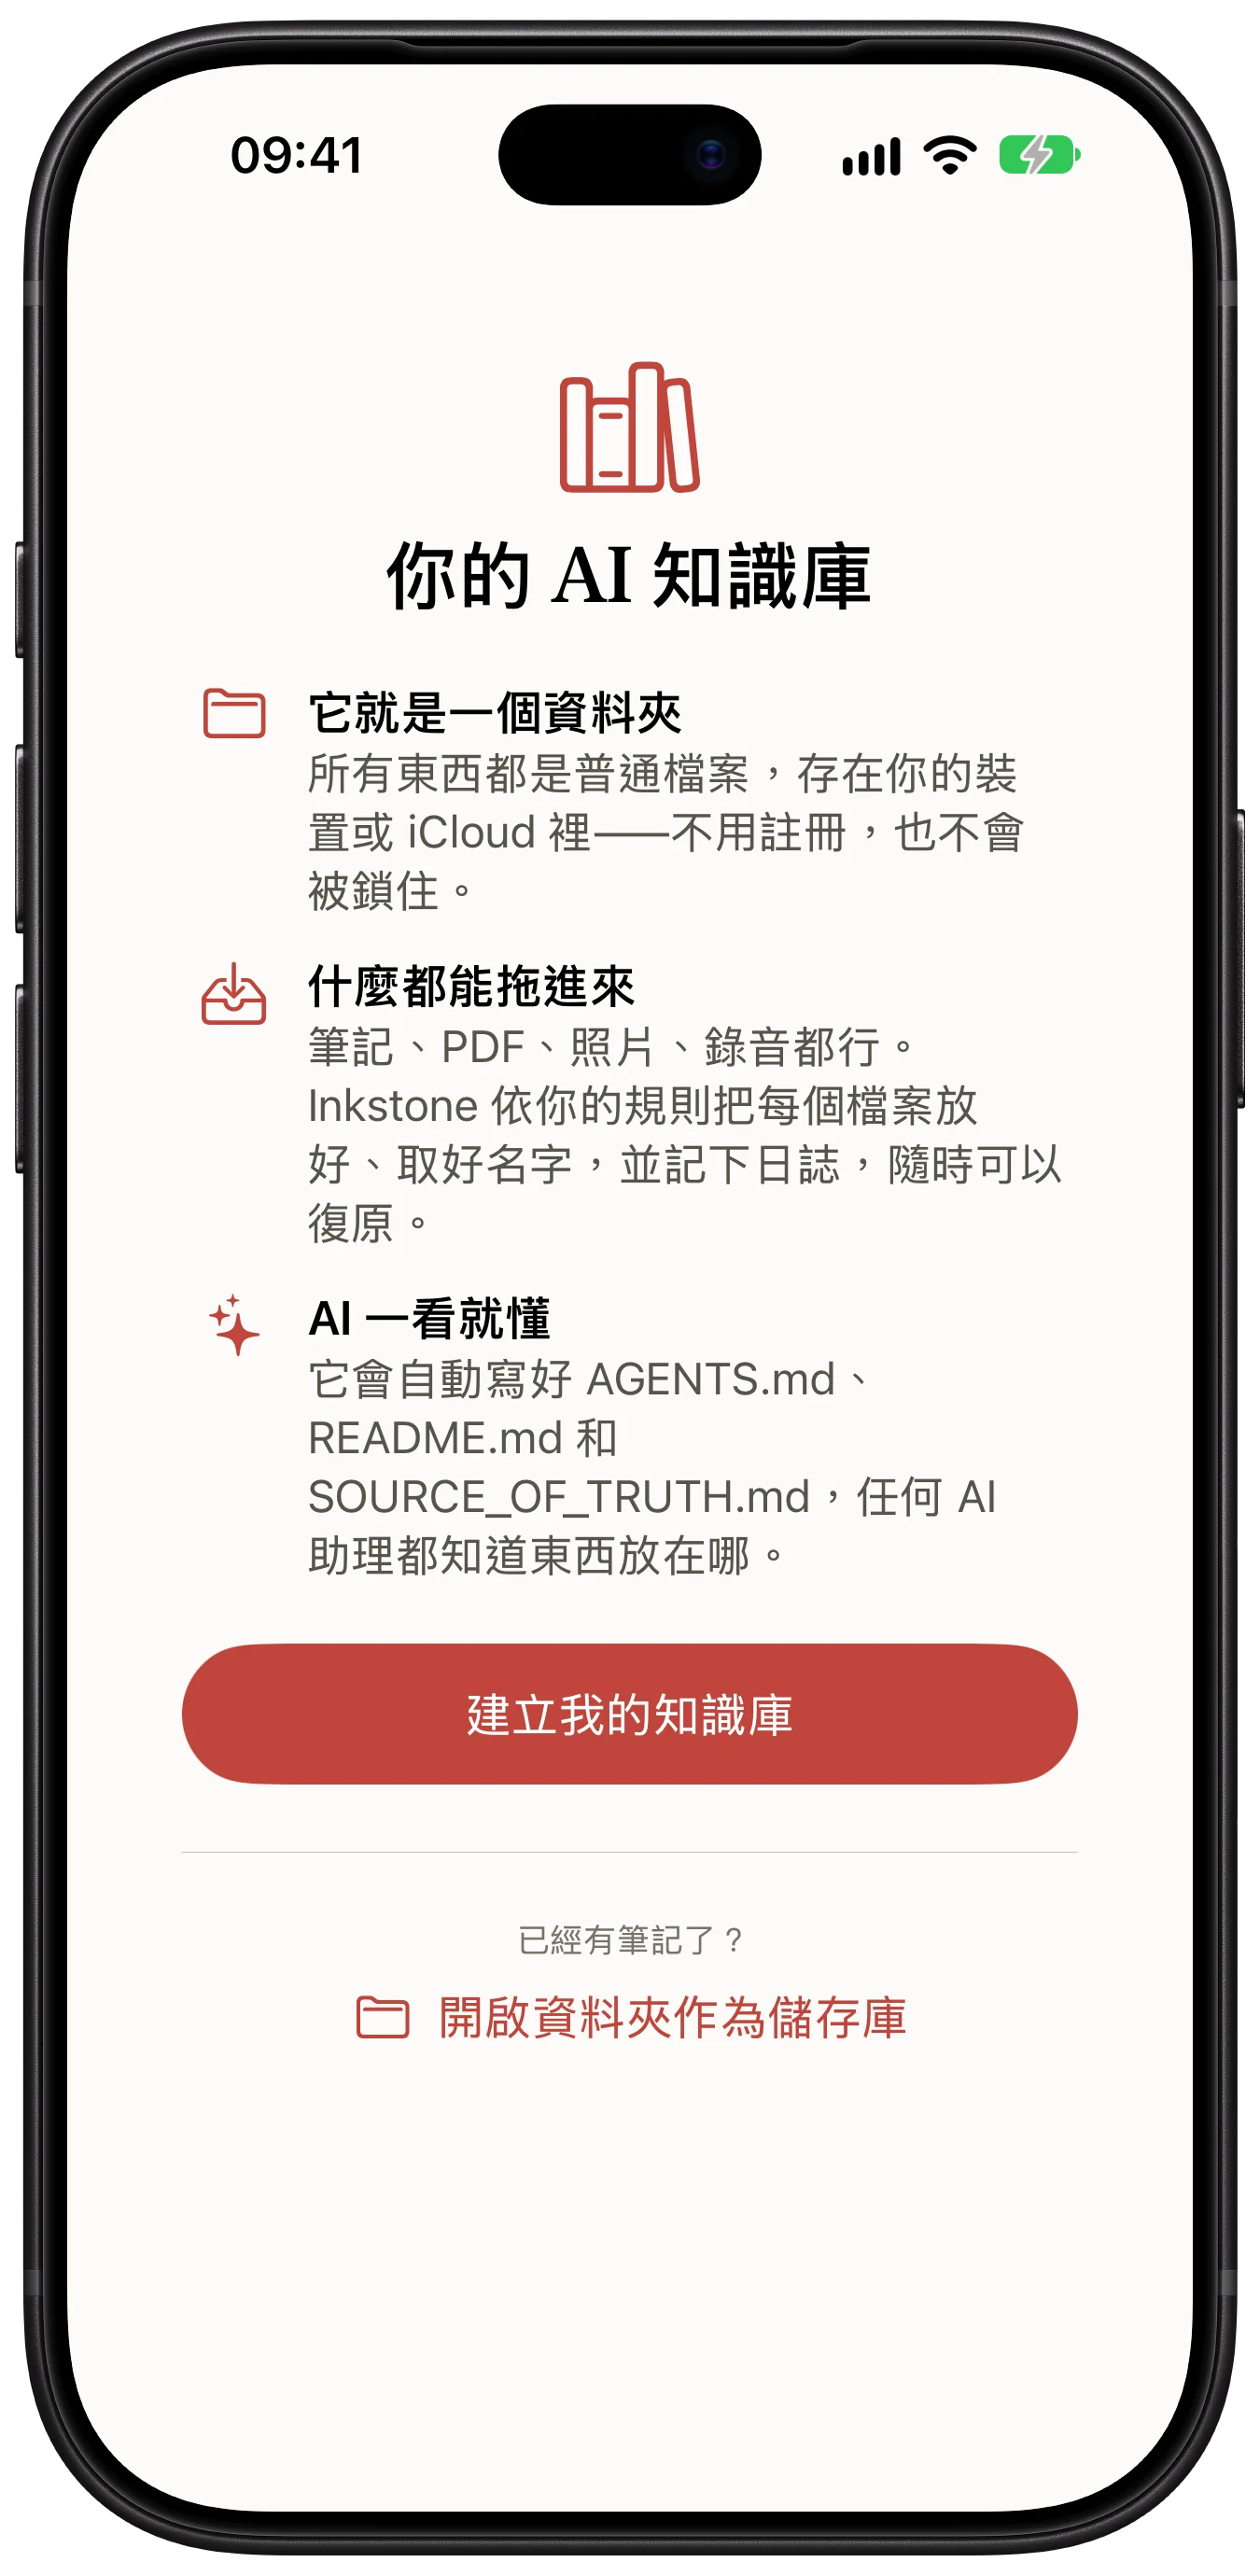 09:41
你的 AI 知識庫
它就是一個資料夾
所有東西都是普通檔案，存在你的裝
置或 iCloud 裡——不用註冊，也不會
被鎖住。
什麼都能拖進來
筆記、PDF、照片、錄音都行。
Inkstone 依你的規則把每個檔案放
好、取好名字，並記下日誌，隨時可以
復原。
AI 一看就懂
它會自動寫好 AGENTS.md、
README.md 和
SOURCE_OF_TRUTH.md，任何 AI
助理都知道東西放在哪。
建立我的知識庫
已經有筆記了？
開啟資料夾作為儲存庫